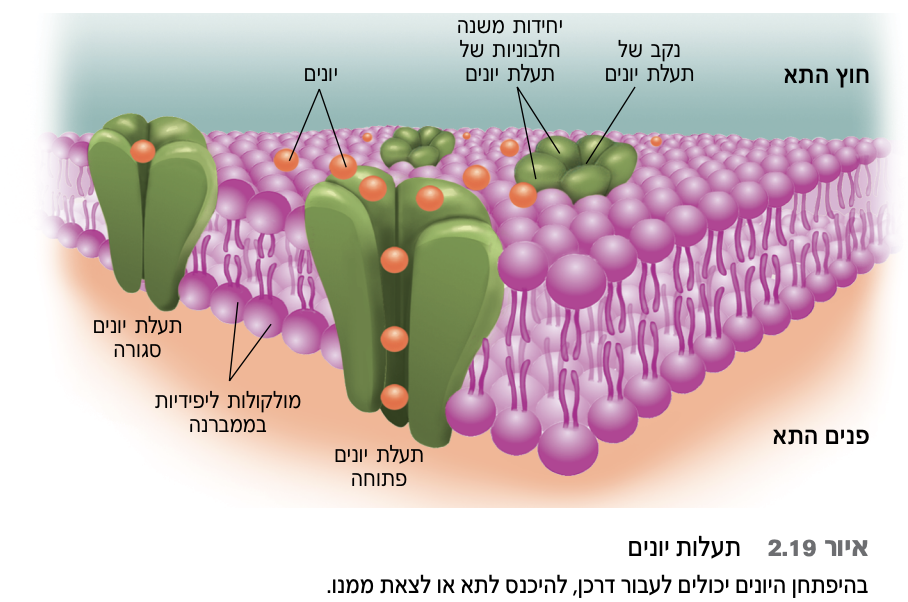 חוץ התא
נקב של
תעלת יונים
יחידות משנה
חלבוניות של
תעלת יונים
יונים
תעלת יונים
סגורה
מולקולות ליפידיות
בממברנה
תעלת יונים
פתוחה
פנים התא
איור 2.19 תעלות יונים
בהיפתחן היונים יכולים לעבור דרכן, להיכנס לתא או לצאת ממנו.